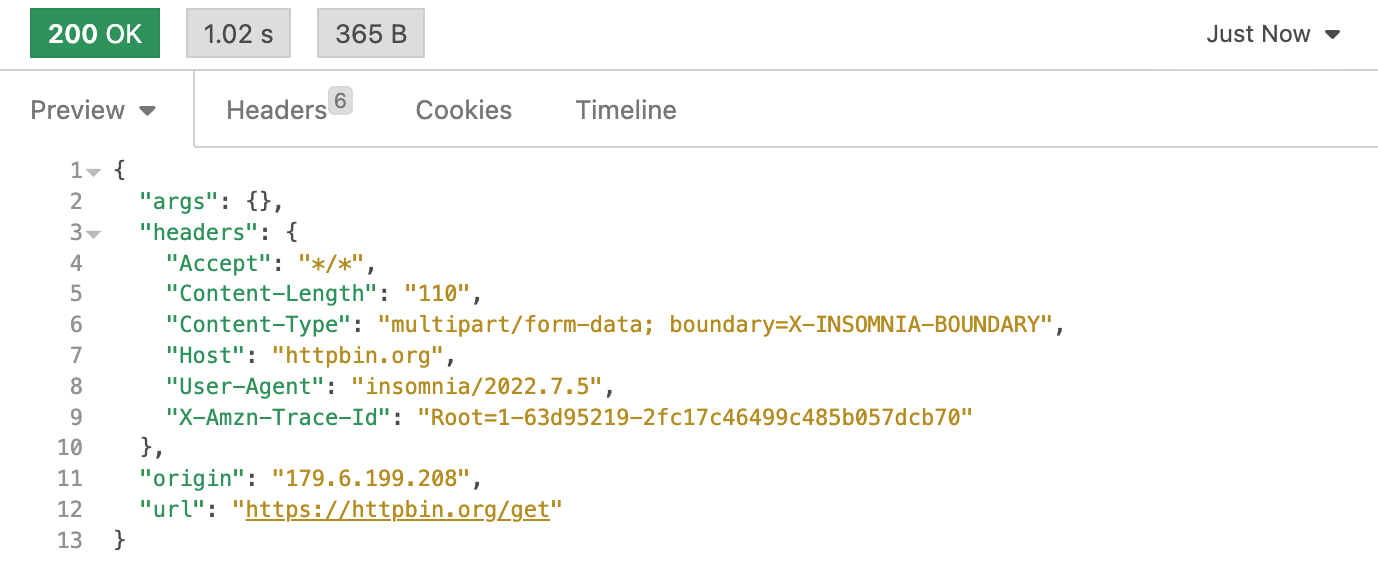 200 OK 1.02 s 365 B Just Now
Preview Headers 6 Cookies Timeline
1 {
2 "args": {},
3 "headers": {
4 "Accept": "*/*",
5 "Content-Length": "110",
6 "Content-Type": "multipart/form-data; boundary=X-INSOMNIA-BOUNDARY",
7 "Host": "httpbin.org",
8 "User-Agent": "insomnia/2022.7.5",
9 "X-Amzn-Trace-Id": "Root=1-63d95219-2fc17c46499c485b057dcb70"
10 },
11 "origin": "179.6.199.208",
12 "url": "https://httpbin.org/get"
13 }